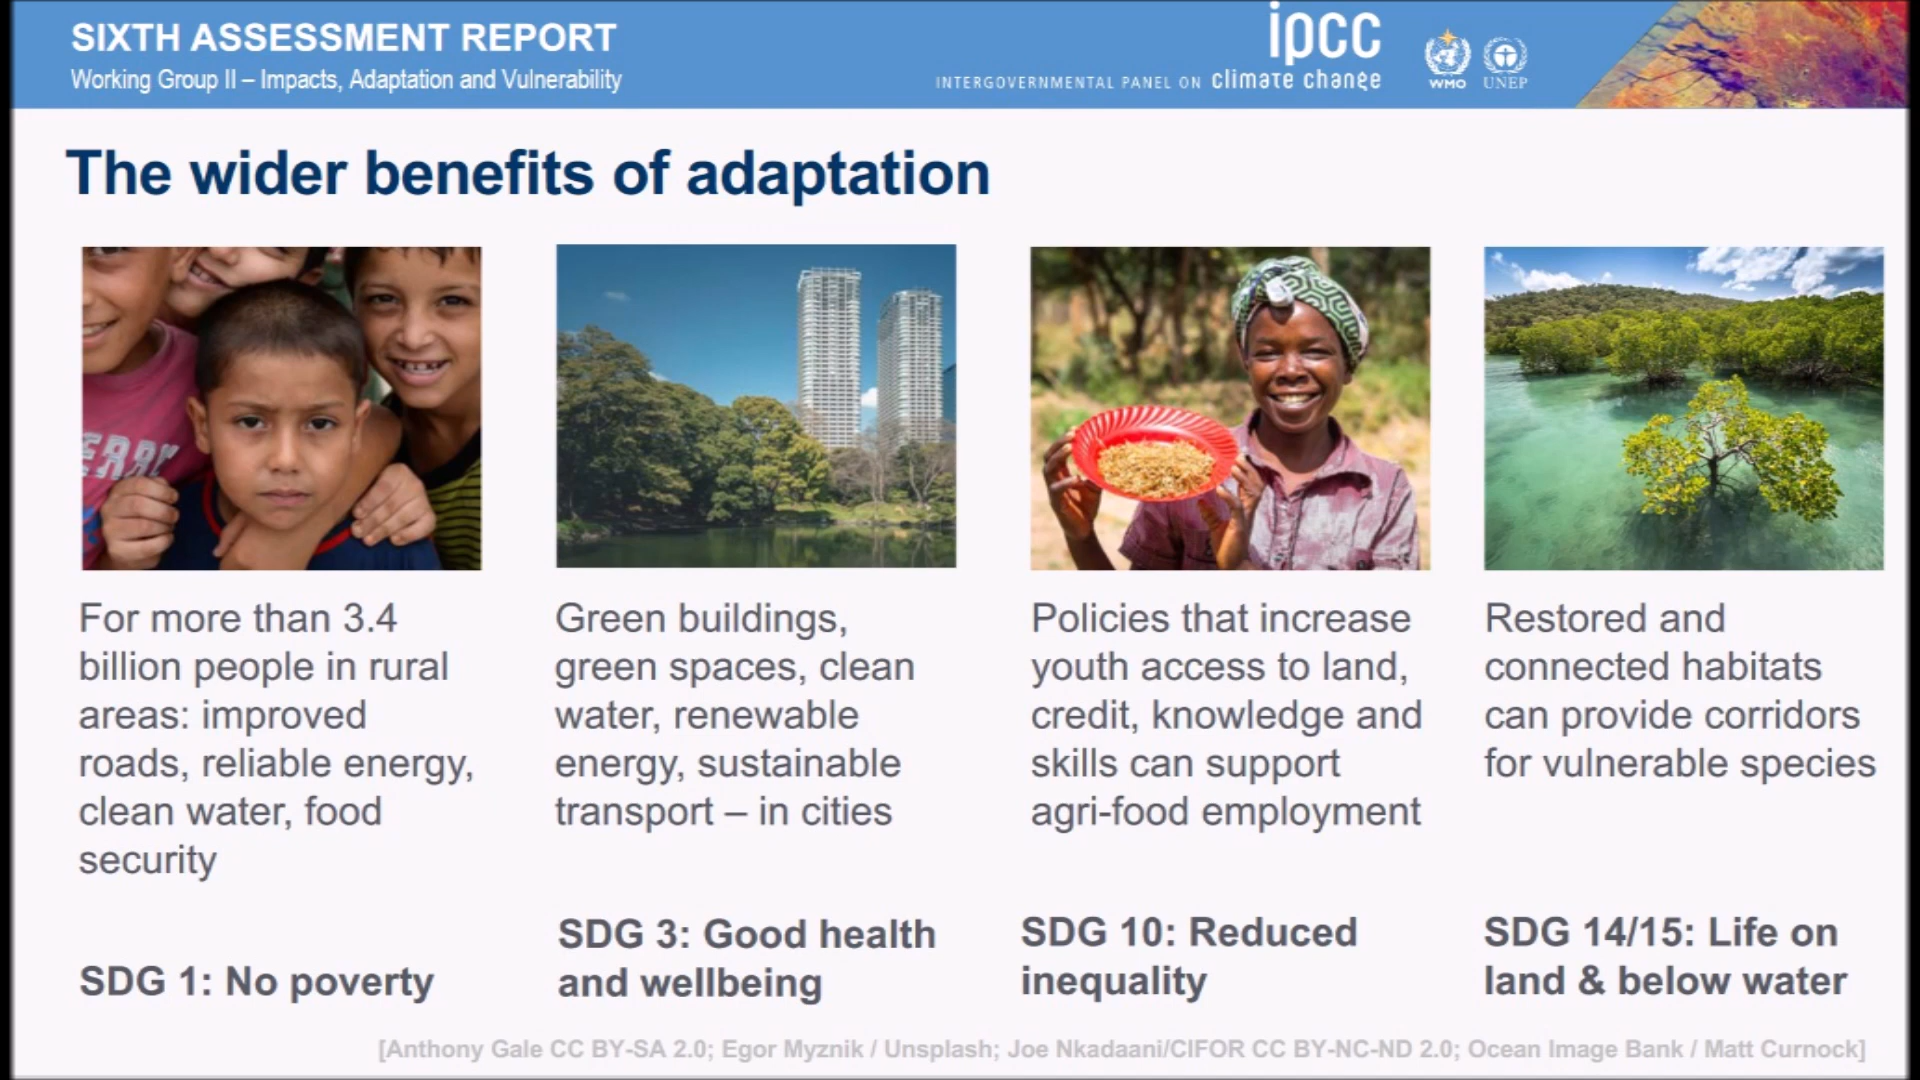 SIXTH ASSESSMENT REPORT
Working Group II – Impacts, Adaptation and Vulnerability
ipcc
INTERGOVERNMENTAL PANEL ON climate change
WMO
UNEP
The wider benefits of adaptation
ERRY
For more than 3.4
billion people in rural
areas: improved
roads, reliable energy,
clean water, food
security
SDG 1: No poverty
Green buildings,
green spaces, clean
water, renewable
energy, sustainable
transport – in cities
SDG 3: Good health
and wellbeing
Policies that increase
youth access to land,
credit, knowledge and
skills can support
agri-food employment
SDG 10: Reduced
inequality
Restored and
connected habitats
can provide corridors
for vulnerable species
SDG 14/15: Life on
land & below water
[Anthony Gale CC BY-SA 2.0; Egor Myznik / Unsplash; Joe Nkadaani/CIFOR CC BY-NC-ND 2.0; Ocean Image Bank / Matt Curnock]